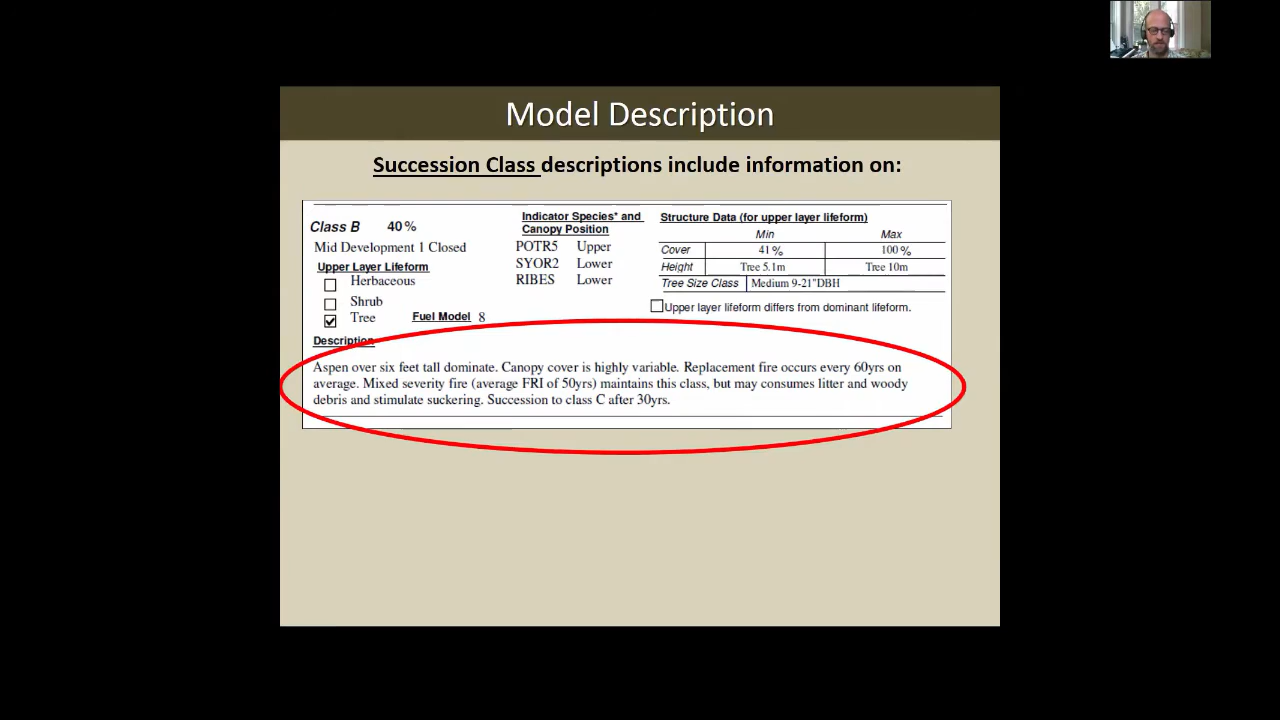 Model Description
Succession Class descriptions include information on:
Class B 40%
Mid Development 1 Closed
Upper Layer Lifeform
Herbaceous
Shrub
Tree
Fuel Model 8
Indicator Species* and
Canopy Position
POTR5 Upper
SYOR2 Lower
RIBES Lower
Structure Data (for upper layer lifeform)
Min Max
Cover 41% 100%
Height Tree 5.1m Tree 10m
Tree Size Class Medium 9-21"DBH
Upper layer lifeform differs from dominant lifeform.
Description
Aspen over six feet tall dominate. Canopy cover is highly variable. Replacement fire occurs every 60yrs on
average. Mixed severity fire (average FRI of 50yrs) maintains this class, but may consumes litter and woody
debris and stimulate suckering. Succession to class C after 30yrs.